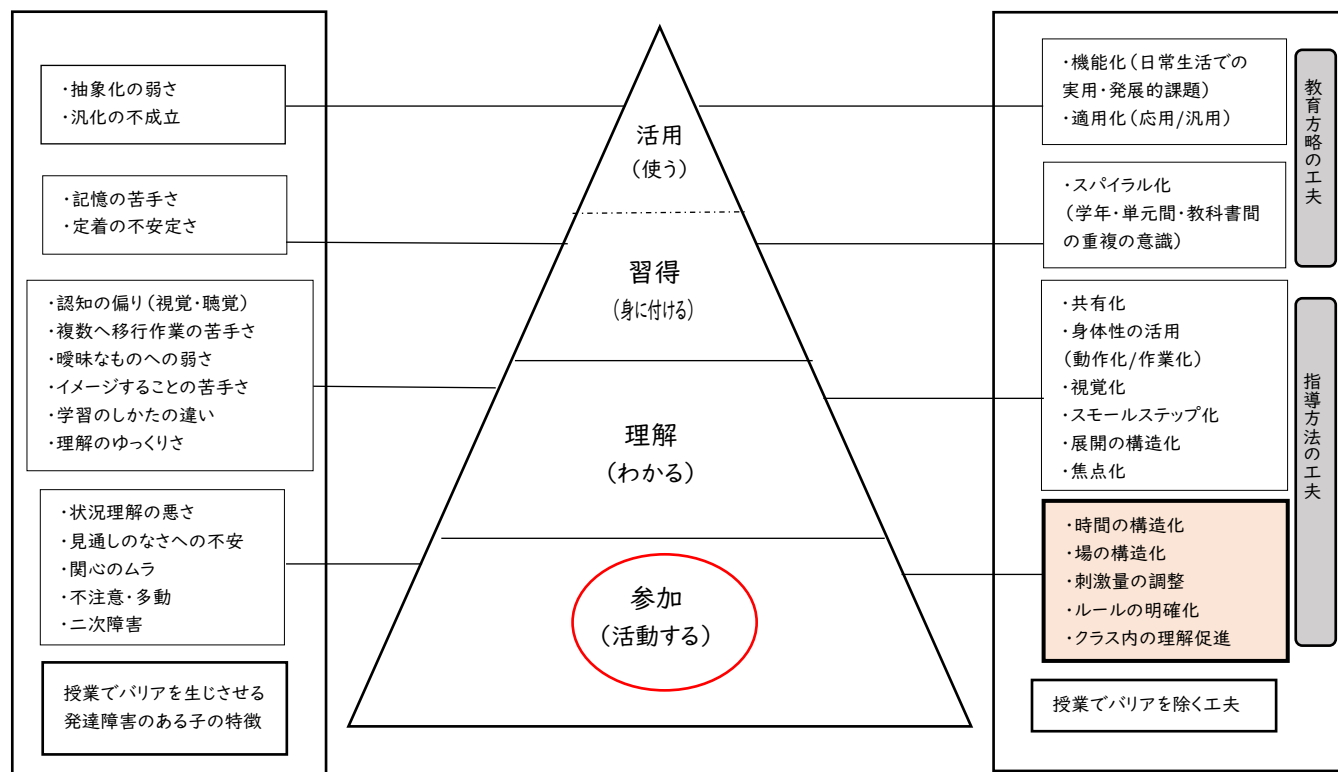 ・抽象化の弱さ
・汎化の不成立
・記憶の苦手さ
・定着の不安定さ
・認知の偏り(視覚・聴覚)
・複数へ移行作業の苦手さ
・曖昧なものへの弱さ
・イメージすることの苦手さ
・学習のしかたの違い
・理解のゆっくりさ
・状況理解の悪さ
・見通しのなさへの不安
・関心のムラ
・不注意・多動
・二次障害
授業でバリアを生じさせる
発達障害のある子の特徴
活用
(使う)
習得
(身に付ける)
理解
(わかる)
参加
(活動する)
・機能化(日常生活での
実用・発展的課題)
・適用化(応用/汎用)
・スパイラル化
(学年・単元間・教科書間
の重複の意識)
・共有化
・身体性の活用
(動作化/作業化)
・視覚化
・スモールステップ化
・展開の構造化
・焦点化
・時間の構造化
・場の構造化
・刺激量の調整
・ルールの明確化
・クラス内の理解促進
授業でバリアを除く工夫
教育方略の工夫
指導方法の工夫